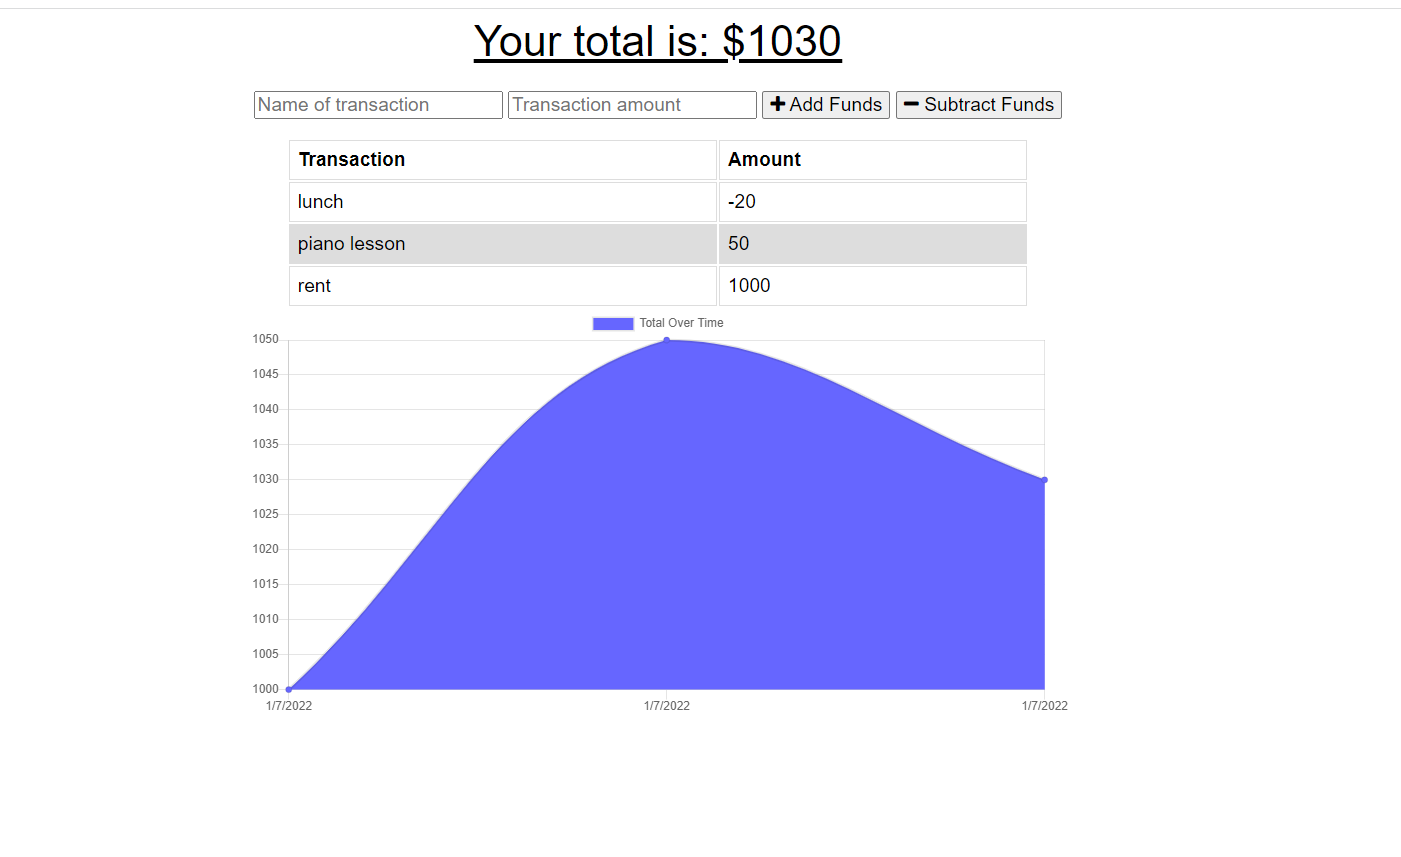 Your total is: $1030
Name of transaction Transaction amount Add Funds Subtract Funds
Transaction Amount
lunch -20
piano lesson 50
rent 1000
Total Over Time
1050
1045
1040
1035
1030
1025
1020
1015
1010
1005
1000
1/7/2022 1/7/2022 1/7/2022